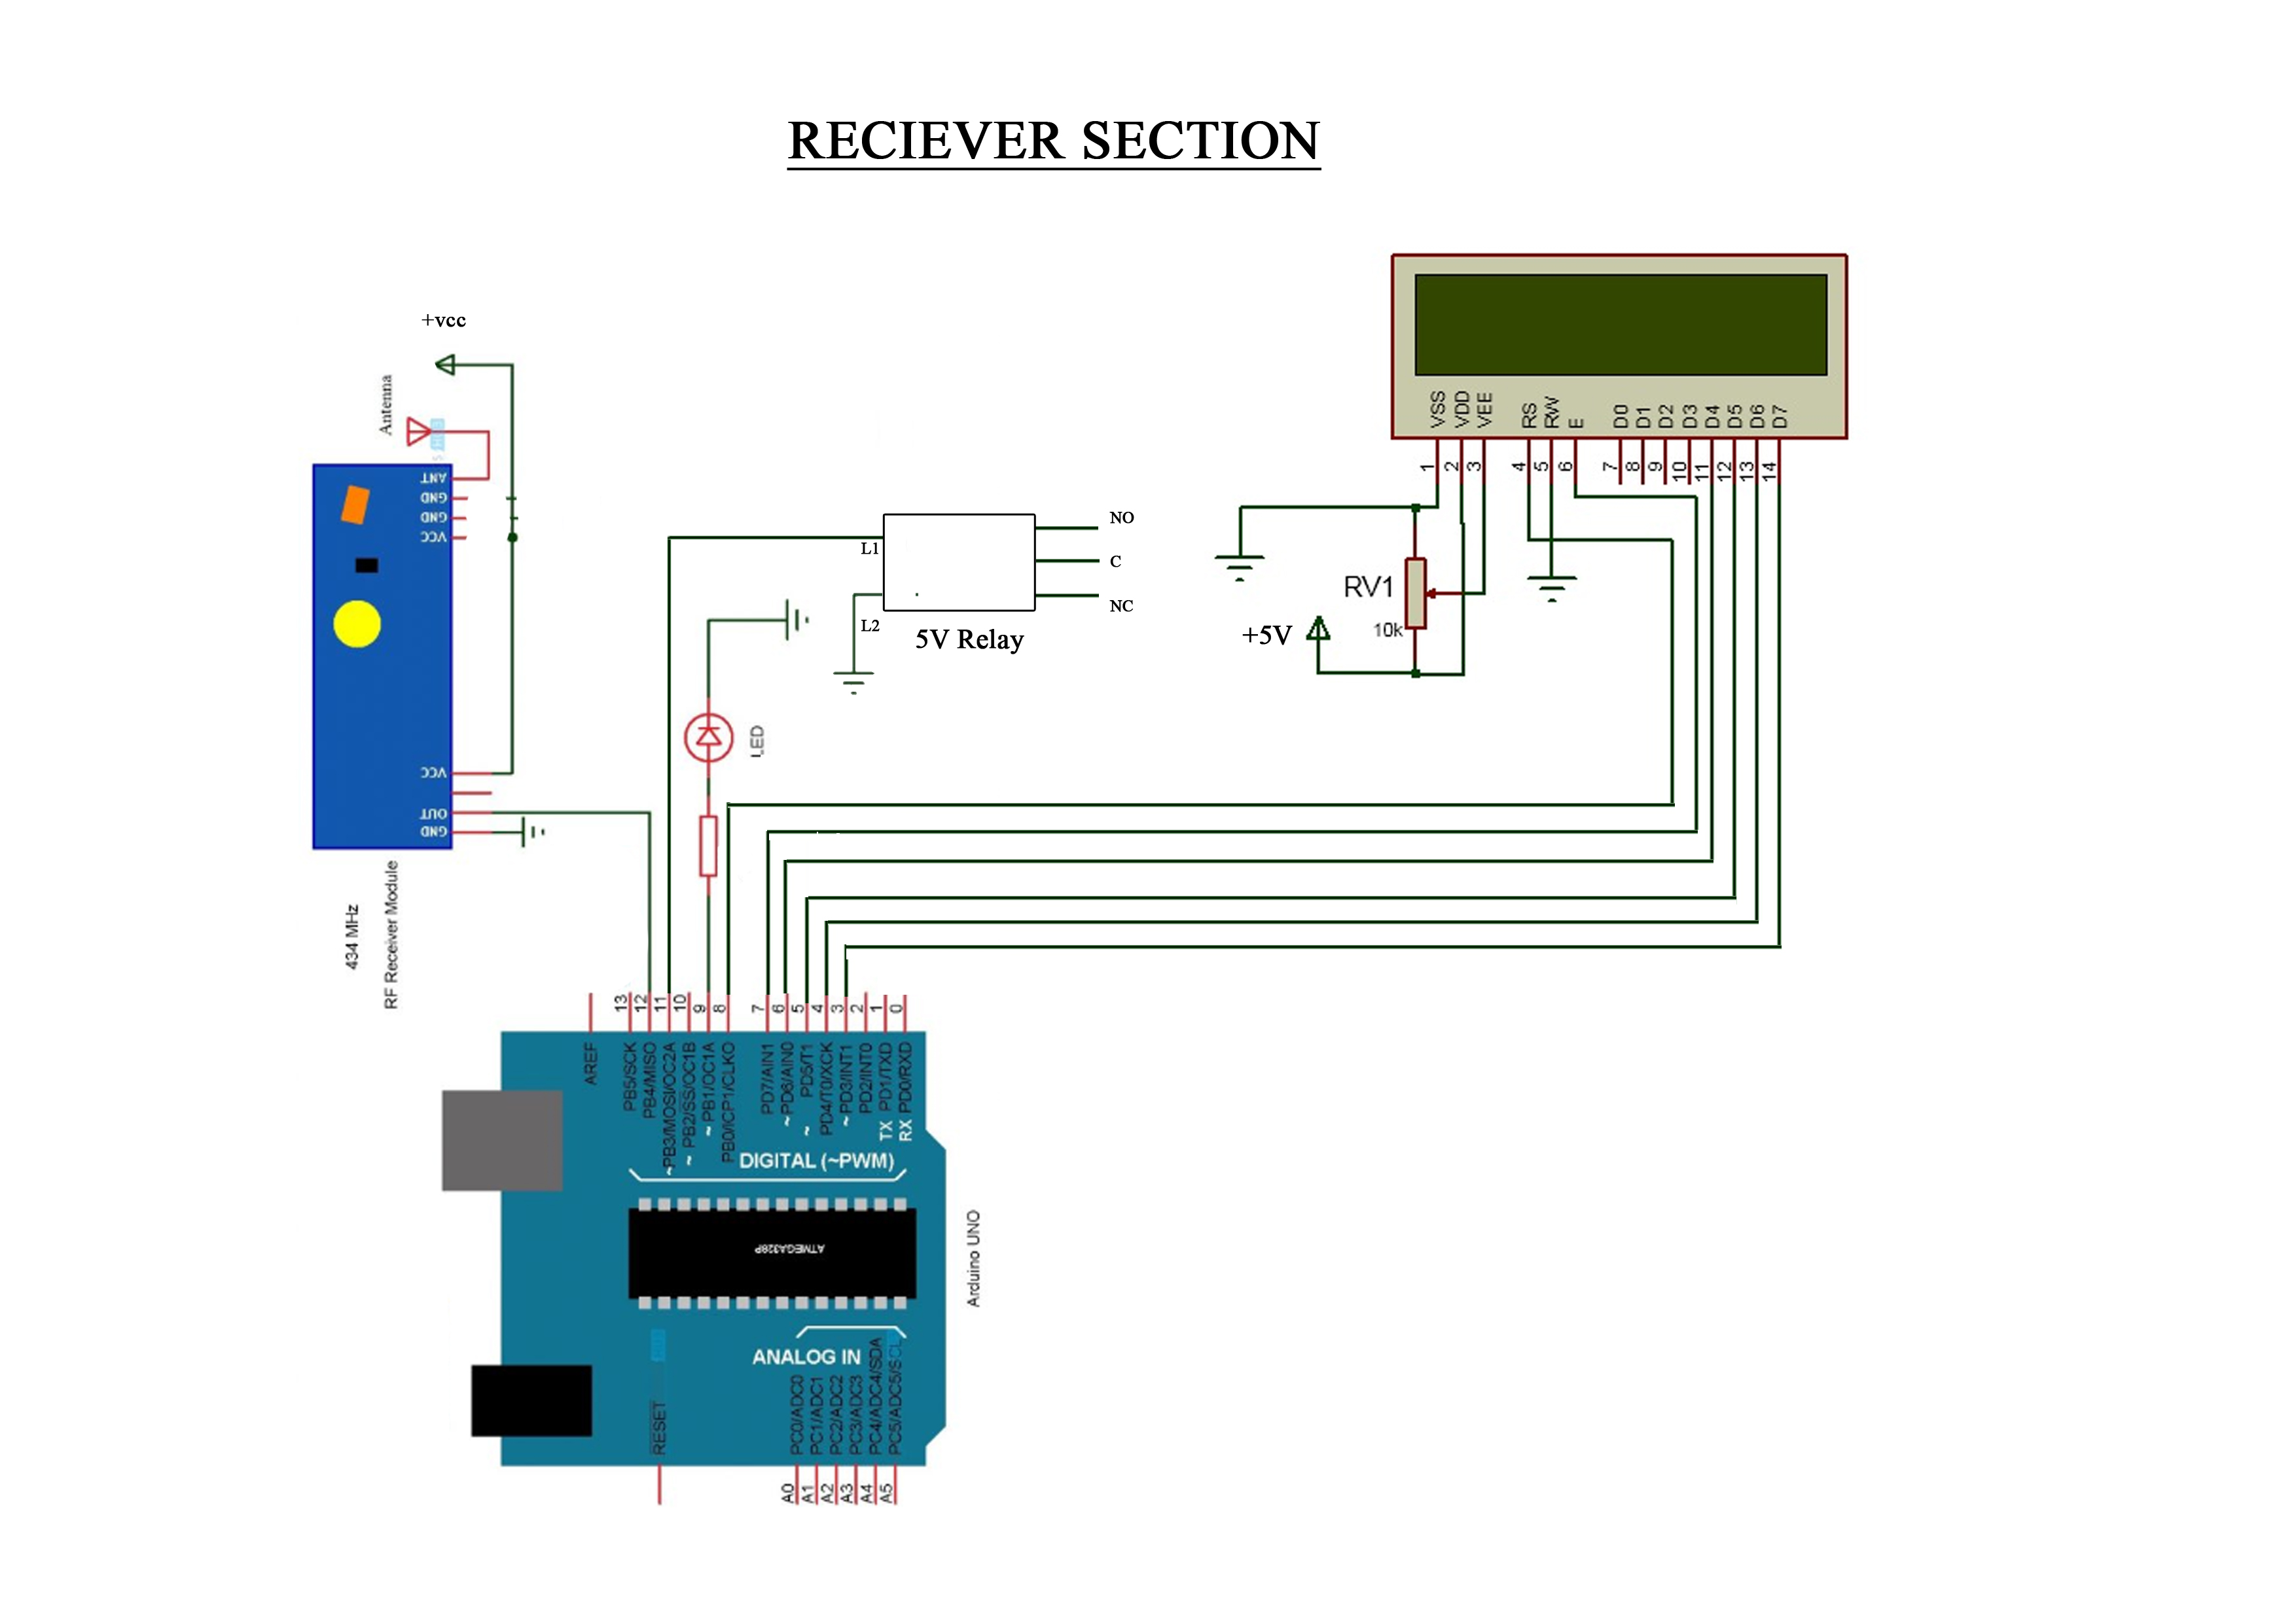 RECIEVER SECTION
+vcc
Antenna
ANT
GND
GND
VCC
VCC
OUT
GND
434 MHz
RF Receiver Module
L1
L2
NO
C
NC
5V Relay
LED
VSS
VDD
VEE
RS
RW
E
D0
D1
D2
D3
D4
D5
D6
D7
1
2
3
4
5
6
7
8
9
10
11
12
13
14
RV1
10k
+5V
13
12
11
10
9
8
7
6
5
4
3
2
1
0
AREF
PB5/SCK
PB4/MISO
~PB3/MOSI/OC2A
~ PB2/SS/OC1B
~ PB1/OC1A
PB0/ICP1/CLKO
PD7/AIN1
~ PD6/AIN0
~ PD5/T1
PD4/T0/XCK
~ PD3/INT1
PD2/INT0
TX PD1/TXD
RX PD0/RXD
DIGITAL (~PWM)
ATMEGA328P
Arduino UNO
ANALOG IN
RESET
PC0/ADC0
PC1/ADC1
PC2/ADC2
PC3/ADC3
PC4/ADC4/SDA
PC5/ADC5/SCL
A0
A1
A2
A3
A4
A5